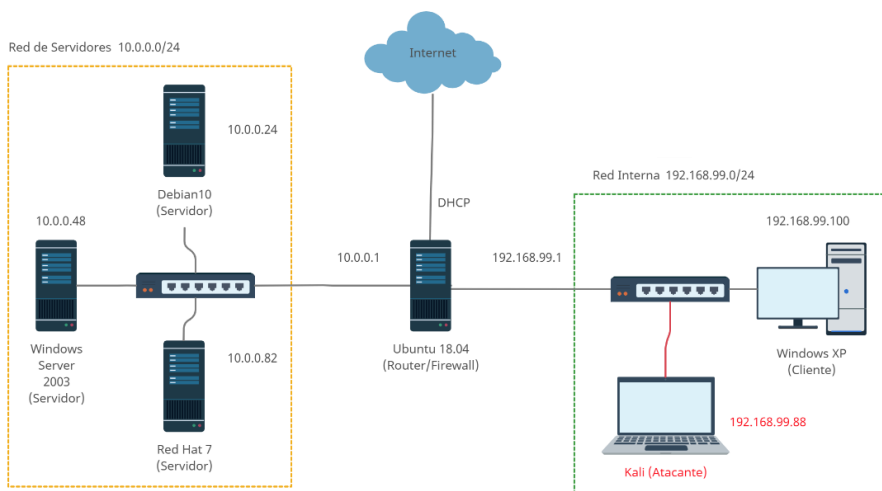 Internet
Red de Servidores  10.0.0.0/24
10.0.0.24
Debian10
(Servidor)
10.0.0.48
Windows
Server
2003
(Servidor)
10.0.0.82
Red Hat 7
(Servidor)
DHCP
10.0.0.1
192.168.99.1
Ubuntu 18.04
(Router/Firewall)
Red Interna  192.168.99.0/24
192.168.99.100
Windows XP
(Cliente)
192.168.99.88
Kali (Atacante)